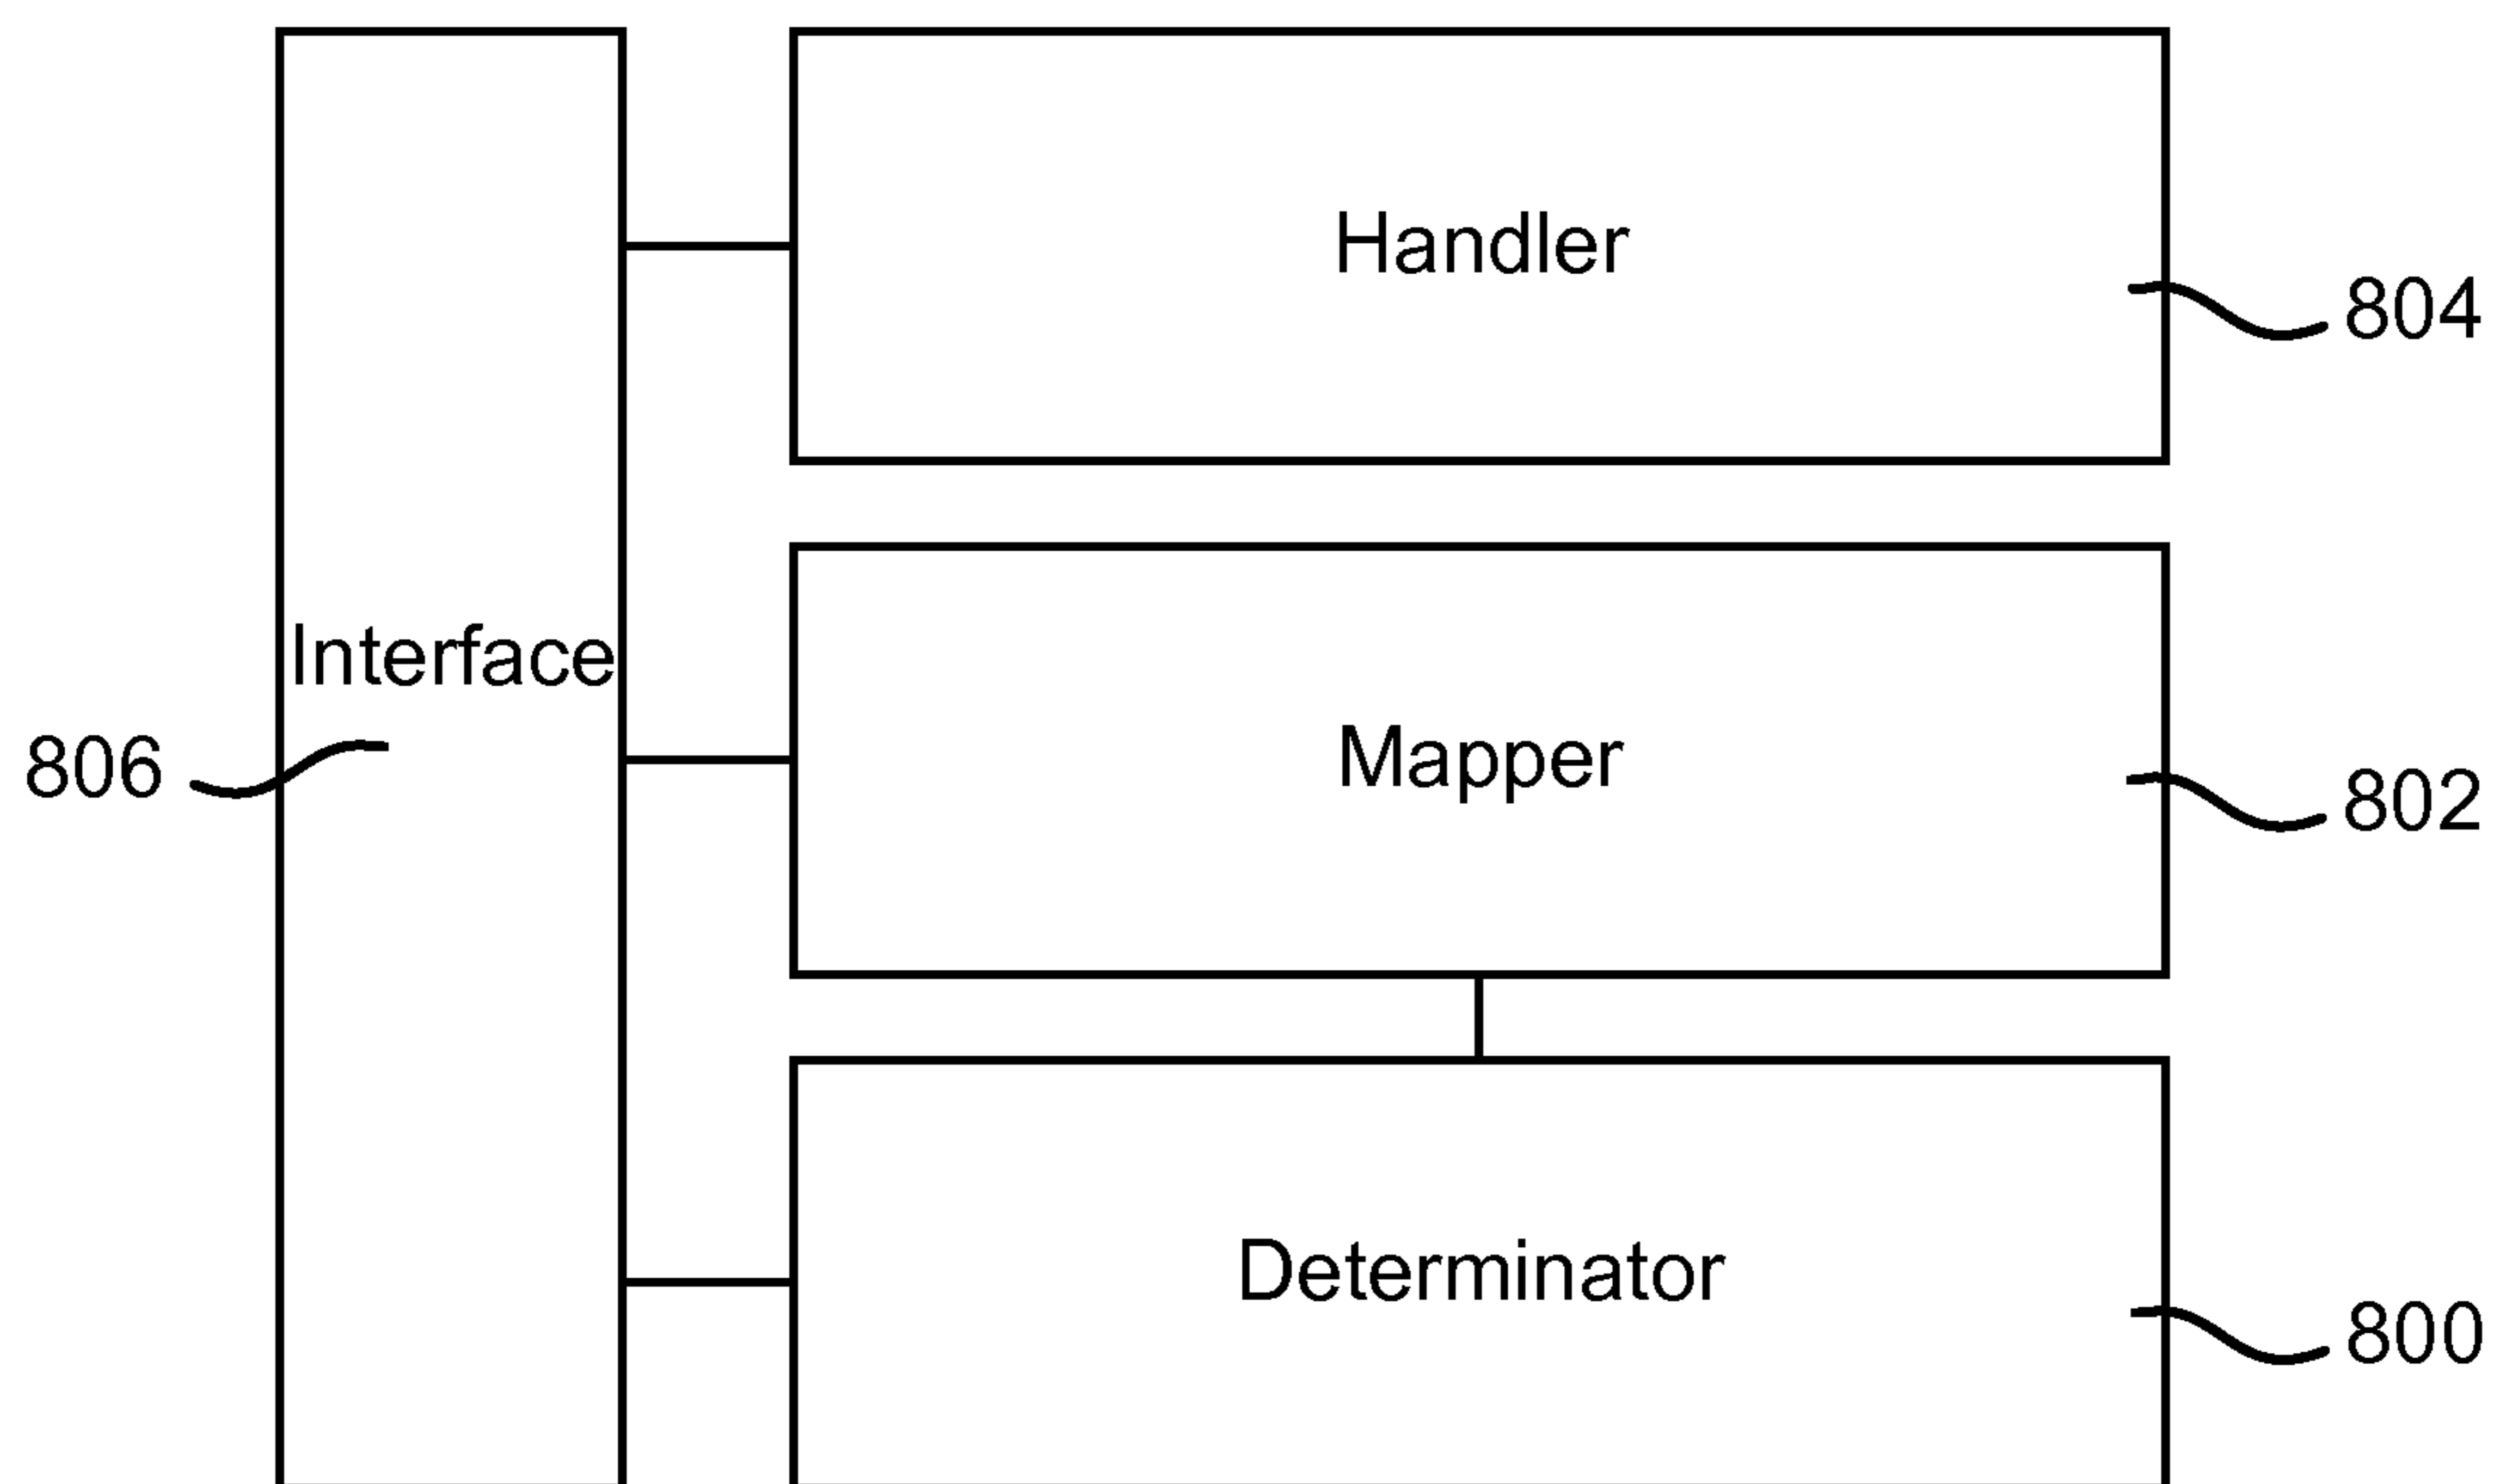 Handler
804
Interface
806
Mapper
802
Determinator
800